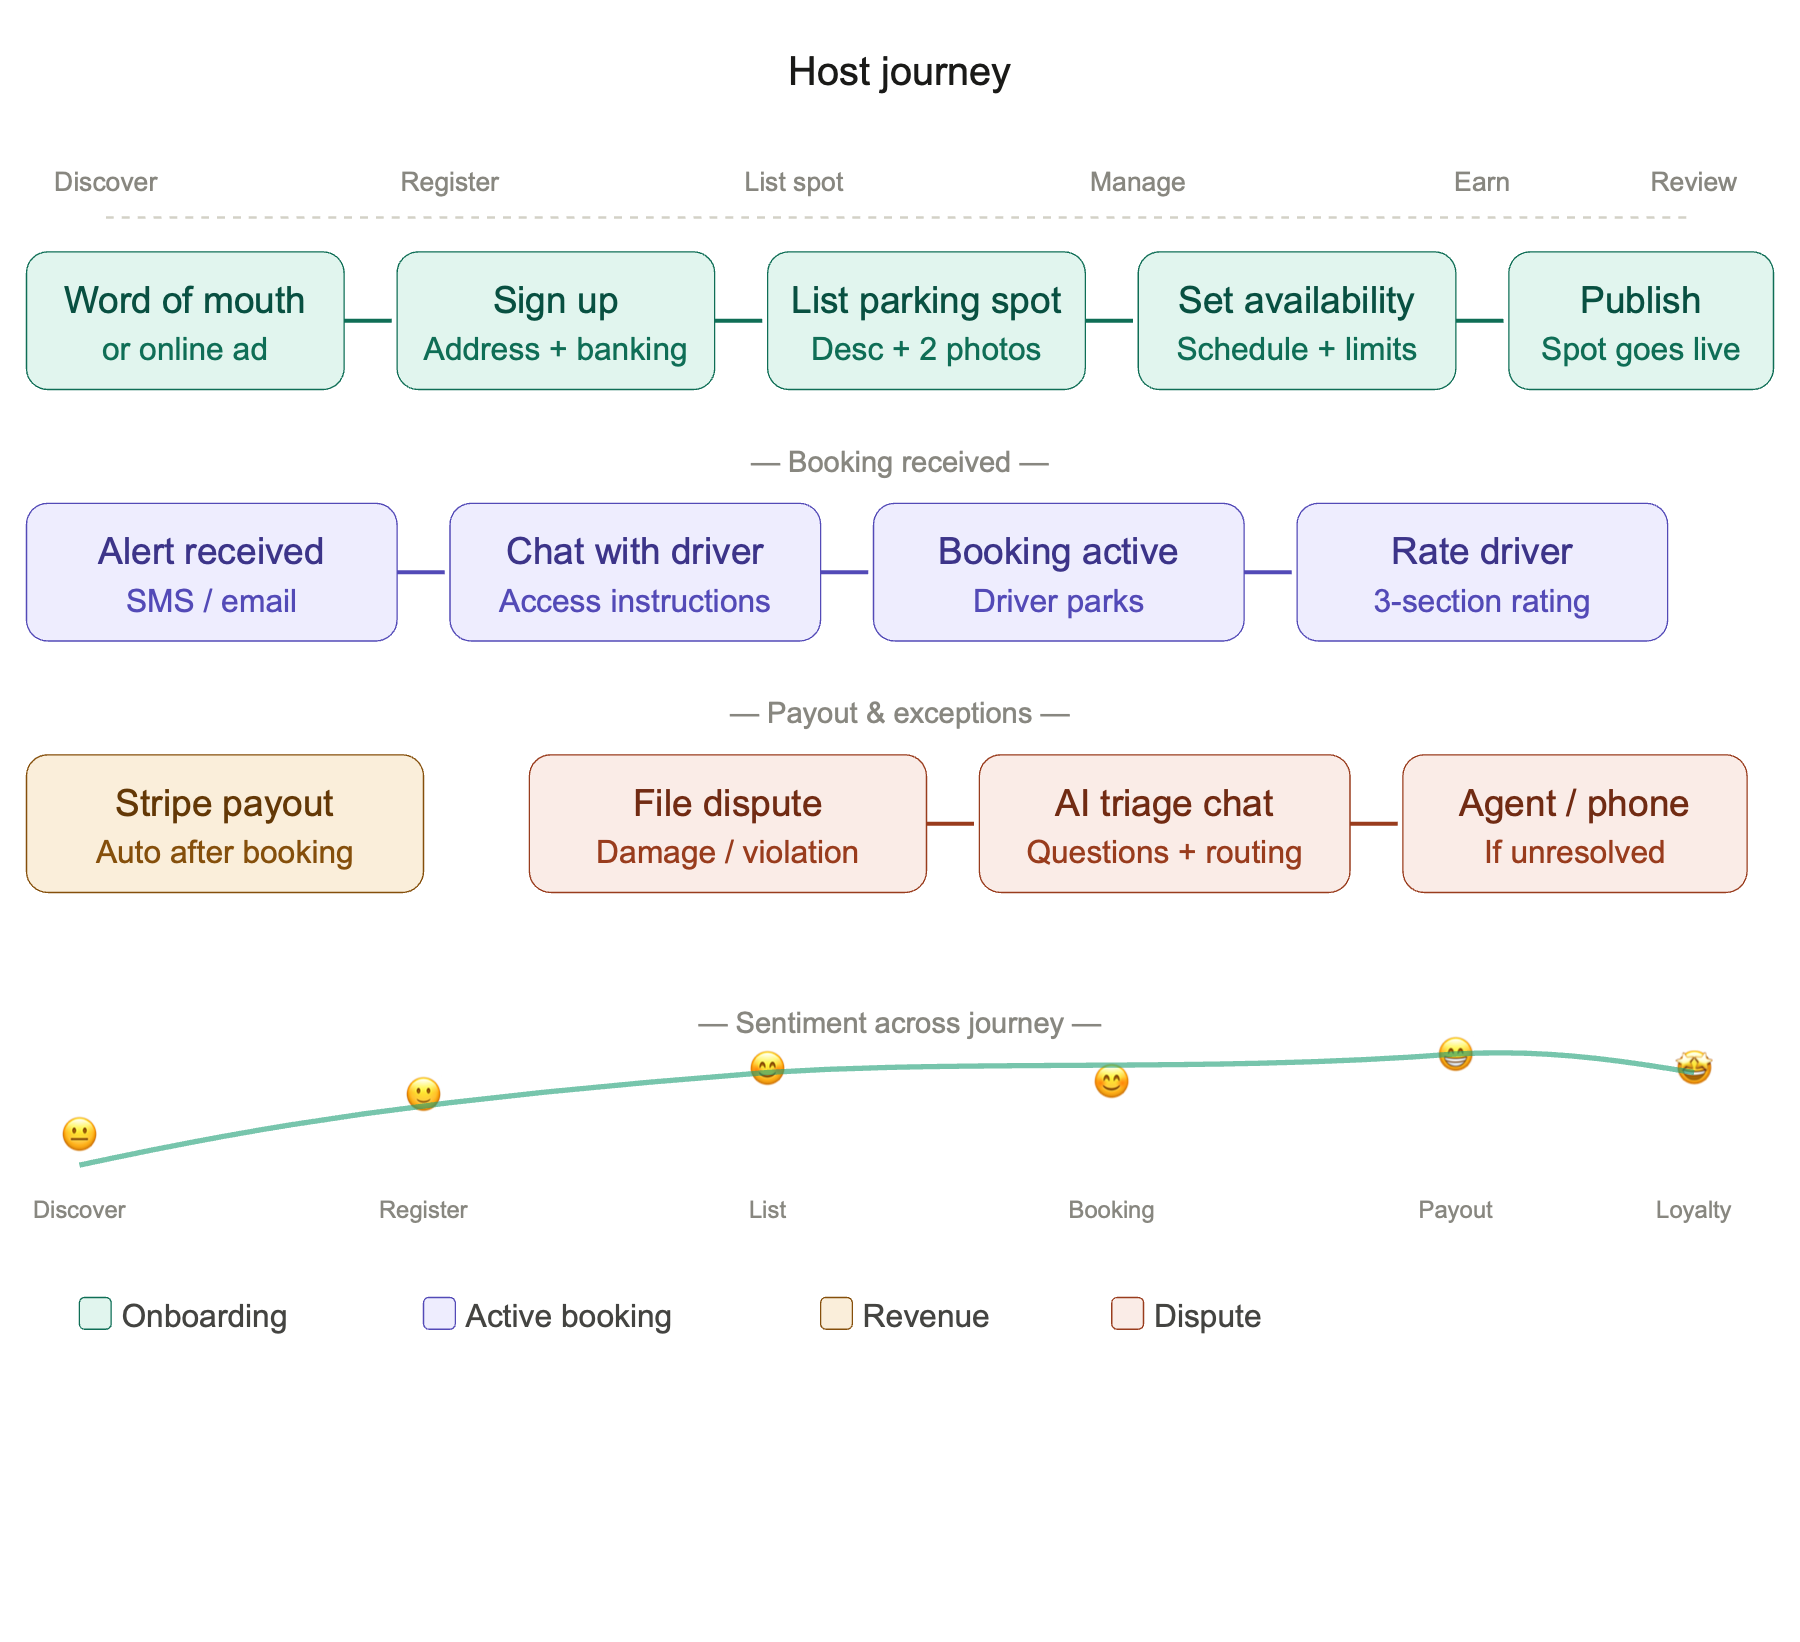 Host journey
Discover Register List spot Manage Earn Review
Word of mouth Sign up List parking spot Set availability Publish
or online ad Address + banking Desc + 2 photos Schedule + limits Spot goes live
— Booking received —
Alert received Chat with driver Booking active Rate driver
SMS / email Access instructions Driver parks 3-section rating
— Payout & exceptions —
Stripe payout File dispute AI triage chat Agent / phone
Auto after booking Damage / violation Questions + routing If unresolved
— Sentiment across journey —
Discover Register List Booking Payout Loyalty
Onboarding Active booking Revenue Dispute